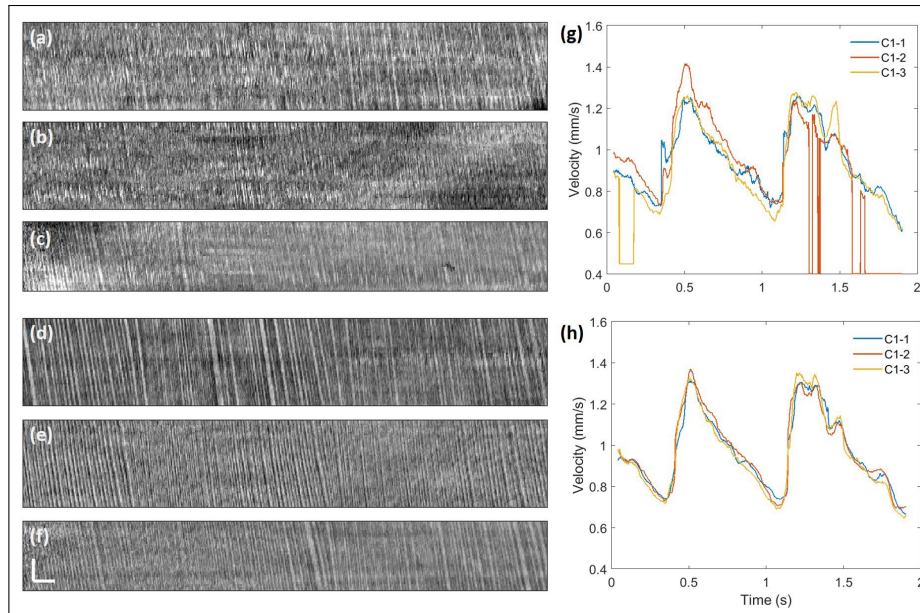 (a)
(b)
(c)
(d)
(e)
(f)
(g)
C1-1
C1-2
C1-3
1.6
1.4
1.2
1
0.8
0.6
0.4
Velocity (mm/s)
0
0.5
1
1.5
2
(h)
C1-1
C1-2
C1-3
1.6
1.4
1.2
1
0.8
0.6
0.4
Velocity (mm/s)
0
0.5
1
1.5
2
Time (s)